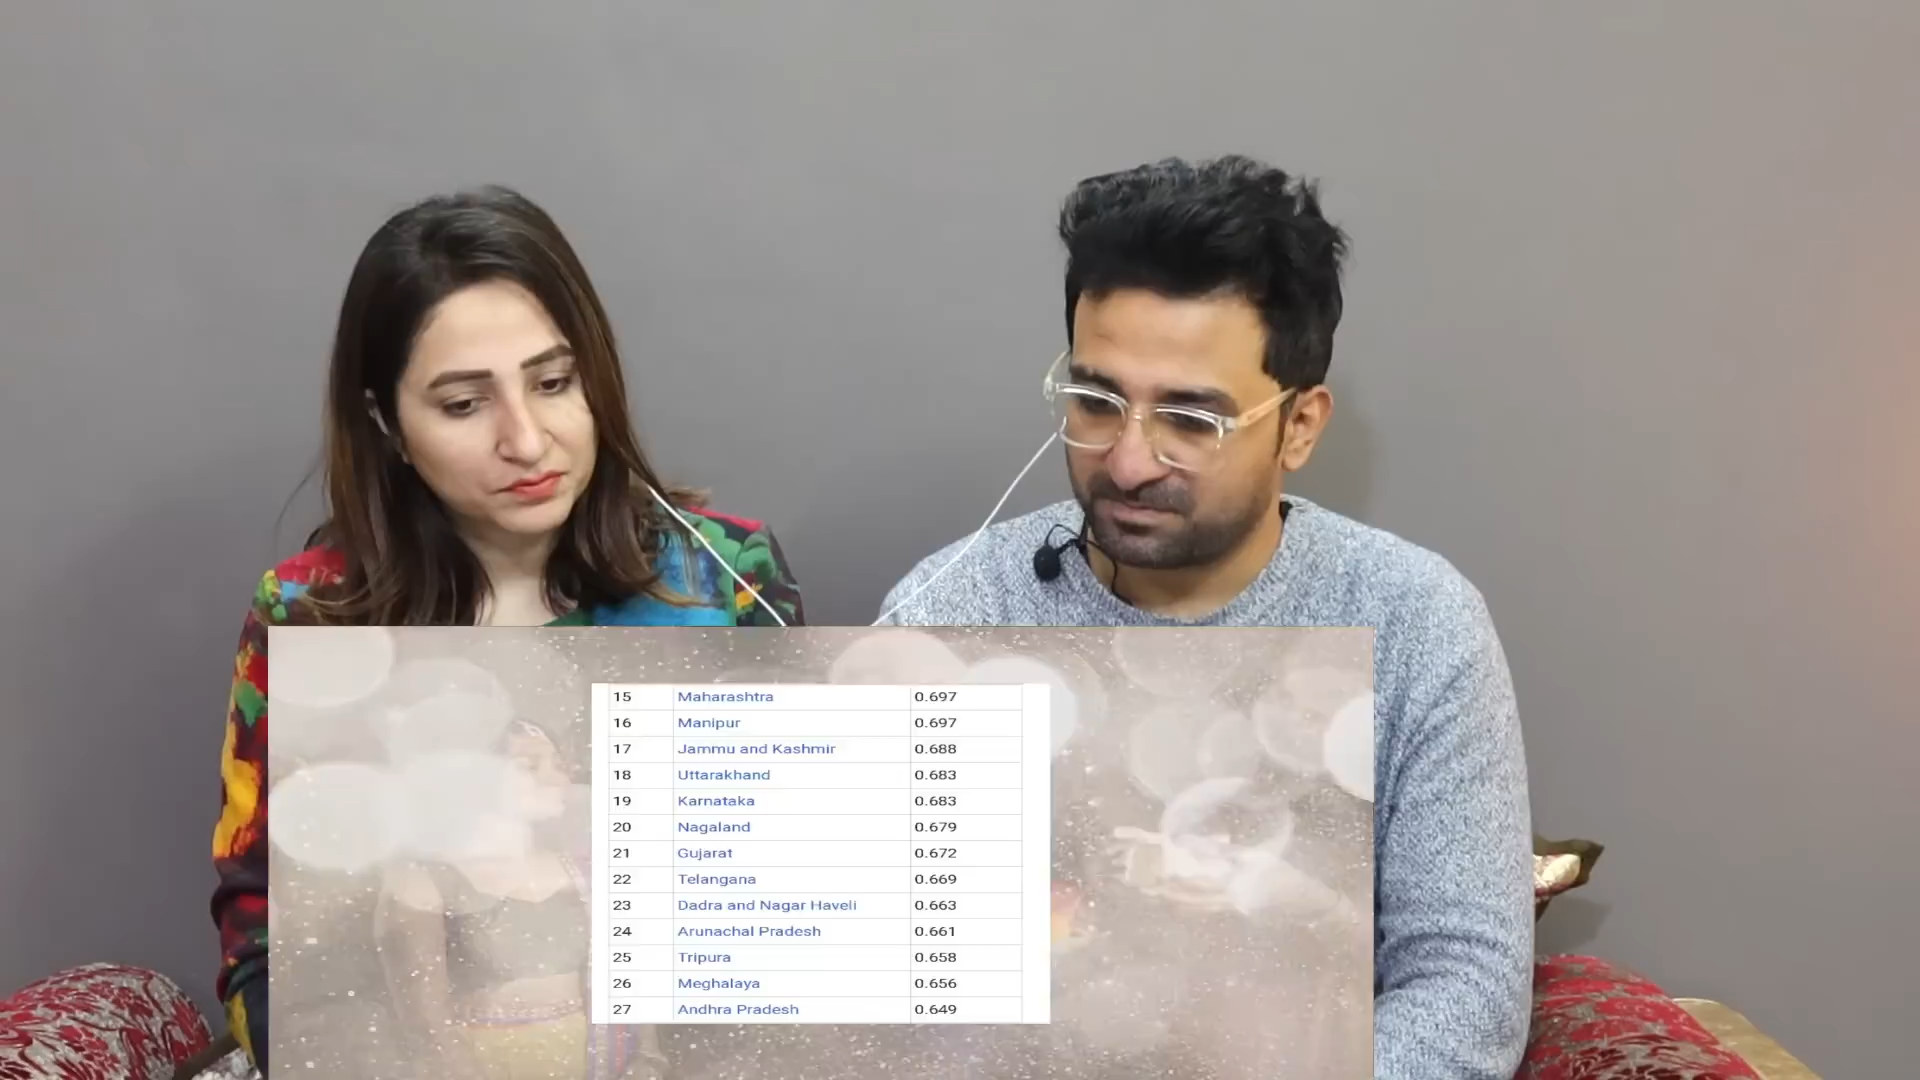 15 Maharashtra 0.697
16 Manipur 0.697
17 Jammu and Kashmir 0.688
18 Uttarakhand 0.683
19 Karnataka 0.683
20 Nagaland 0.679
21 Gujarat 0.672
22 Telangana 0.669
23 Dadra and Nagar Haveli 0.663
24 Arunachal Pradesh 0.661
25 Tripura 0.658
26 Meghalaya 0.656
27 Andhra Pradesh 0.649